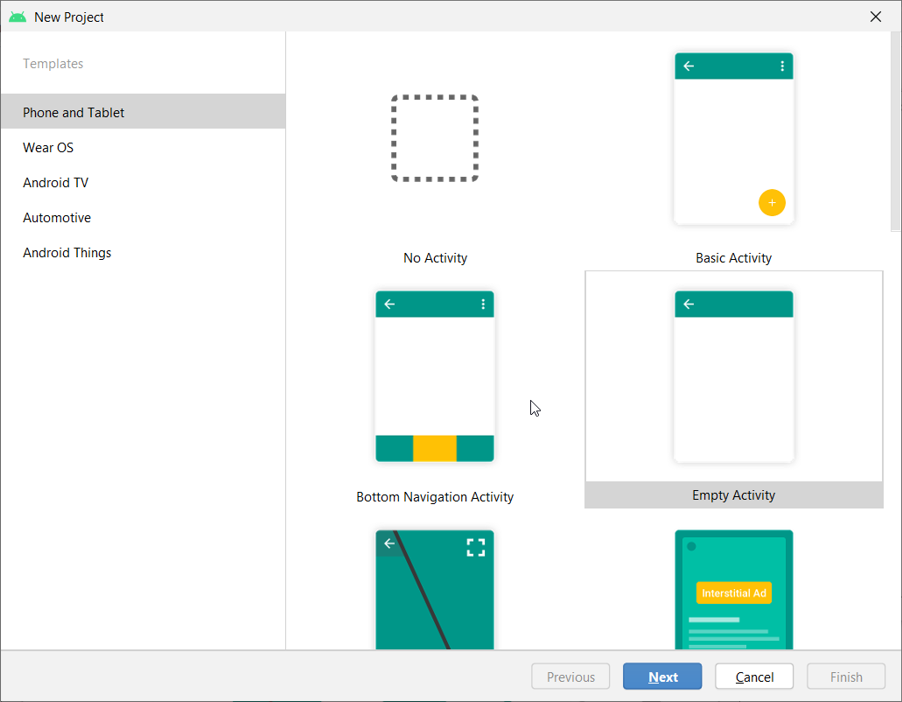 New Project
Templates
Phone and Tablet
Wear OS
Android TV
Automotive
Android Things
No Activity
Basic Activity
Bottom Navigation Activity
Empty Activity
Interstitial Ad
Previous
Next
Cancel
Finish